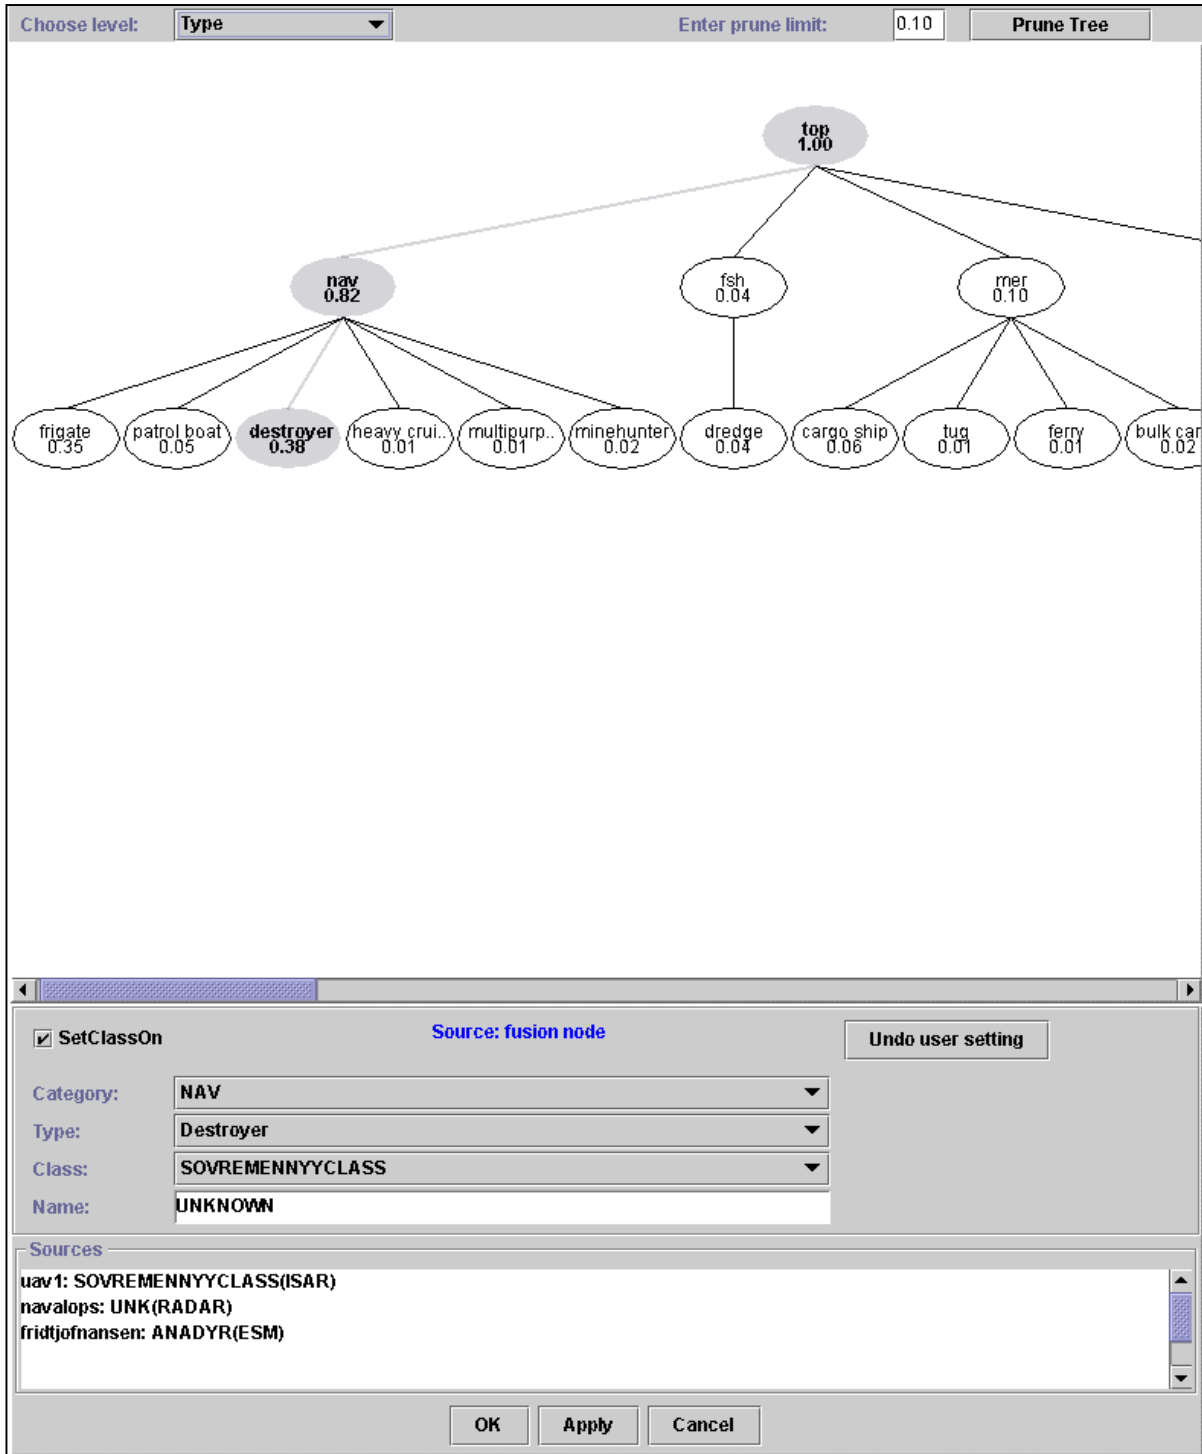 Choose level: Type Enter prune limit: 0.10 Prune Tree
top
1.00
nav
0.82
fsh
0.04
mer
0.10
frigate
0.35
patrol boat
0.05
destroyer
0.38
heavy crui..
0.01
multipurp..
0.01
minehunter
0.02
dredge
0.04
cargo ship
0.06
tug
0.01
ferry
0.01
bulk car
0.02
SetClassOn Source: fusion node Undo user setting
Category: NAV
Type: Destroyer
Class: SOVREMENNYYCLASS
Name: UNKNOWN
Sources
uav1: SOVREMENNYYCLASS(ISAR)
navalops: UNK(RADAR)
fridtjofnansen: ANADYR(ESM)
OK Apply Cancel